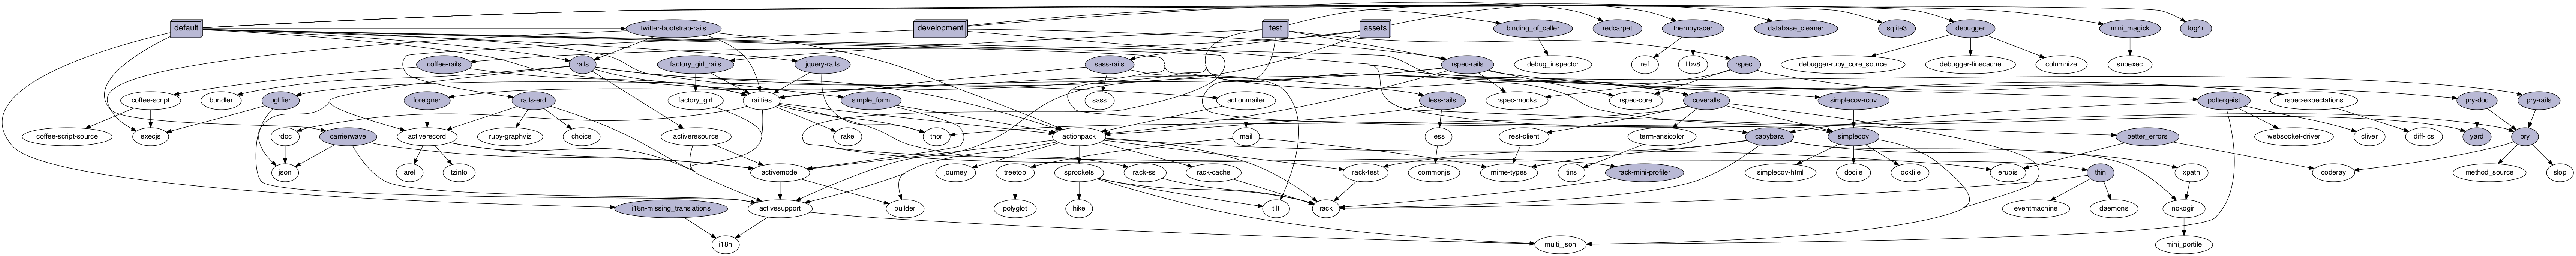 default
twitter-bootstrap-rails
development
test
assets
binding_of_caller
redcarpet
therubyracer
database_cleaner
sqlite3
debugger
mini_magick
log4r
coffee-rails
rails
factory_girl_rails
jquery-rails
sass-rails
rspec-rails
debug_inspector
ref
libv8
rspec
debugger-ruby_core_source
debugger-linecache
columnize
subexec
coffee-script
bundler
uglifier
foreigner
rails-erd
factory_girl
railties
simple_form
sass
actionmailer
less-rails
rspec-mocks
rspec-core
coveralls
simplecov-rcov
poltergeist
rspec-expectations
pry-doc
pry-rails
coffee-script-source
execjs
rdoc
carrierwave
activerecord
ruby-graphviz
choice
activeresource
rake
thor
actionpack
mail
less
rest-client
term-ansicolor
capybara
simplecov
better_errors
websocket-driver
cliver
diff-lcs
yard
pry
json
arel
tzinfo
activemodel
journey
treetop
sprockets
rack-ssl
rack-cache
rack-test
commonjs
mime-types
tins
rack-mini-profiler
simplecov-html
docile
lockfile
erubis
thin
xpath
coderay
method_source
slop
i18n-missing_translations
activesupport
builder
polyglot
hike
tilt
rack
eventmachine
daemons
nokogiri
i18n
multi_json
mini_portile